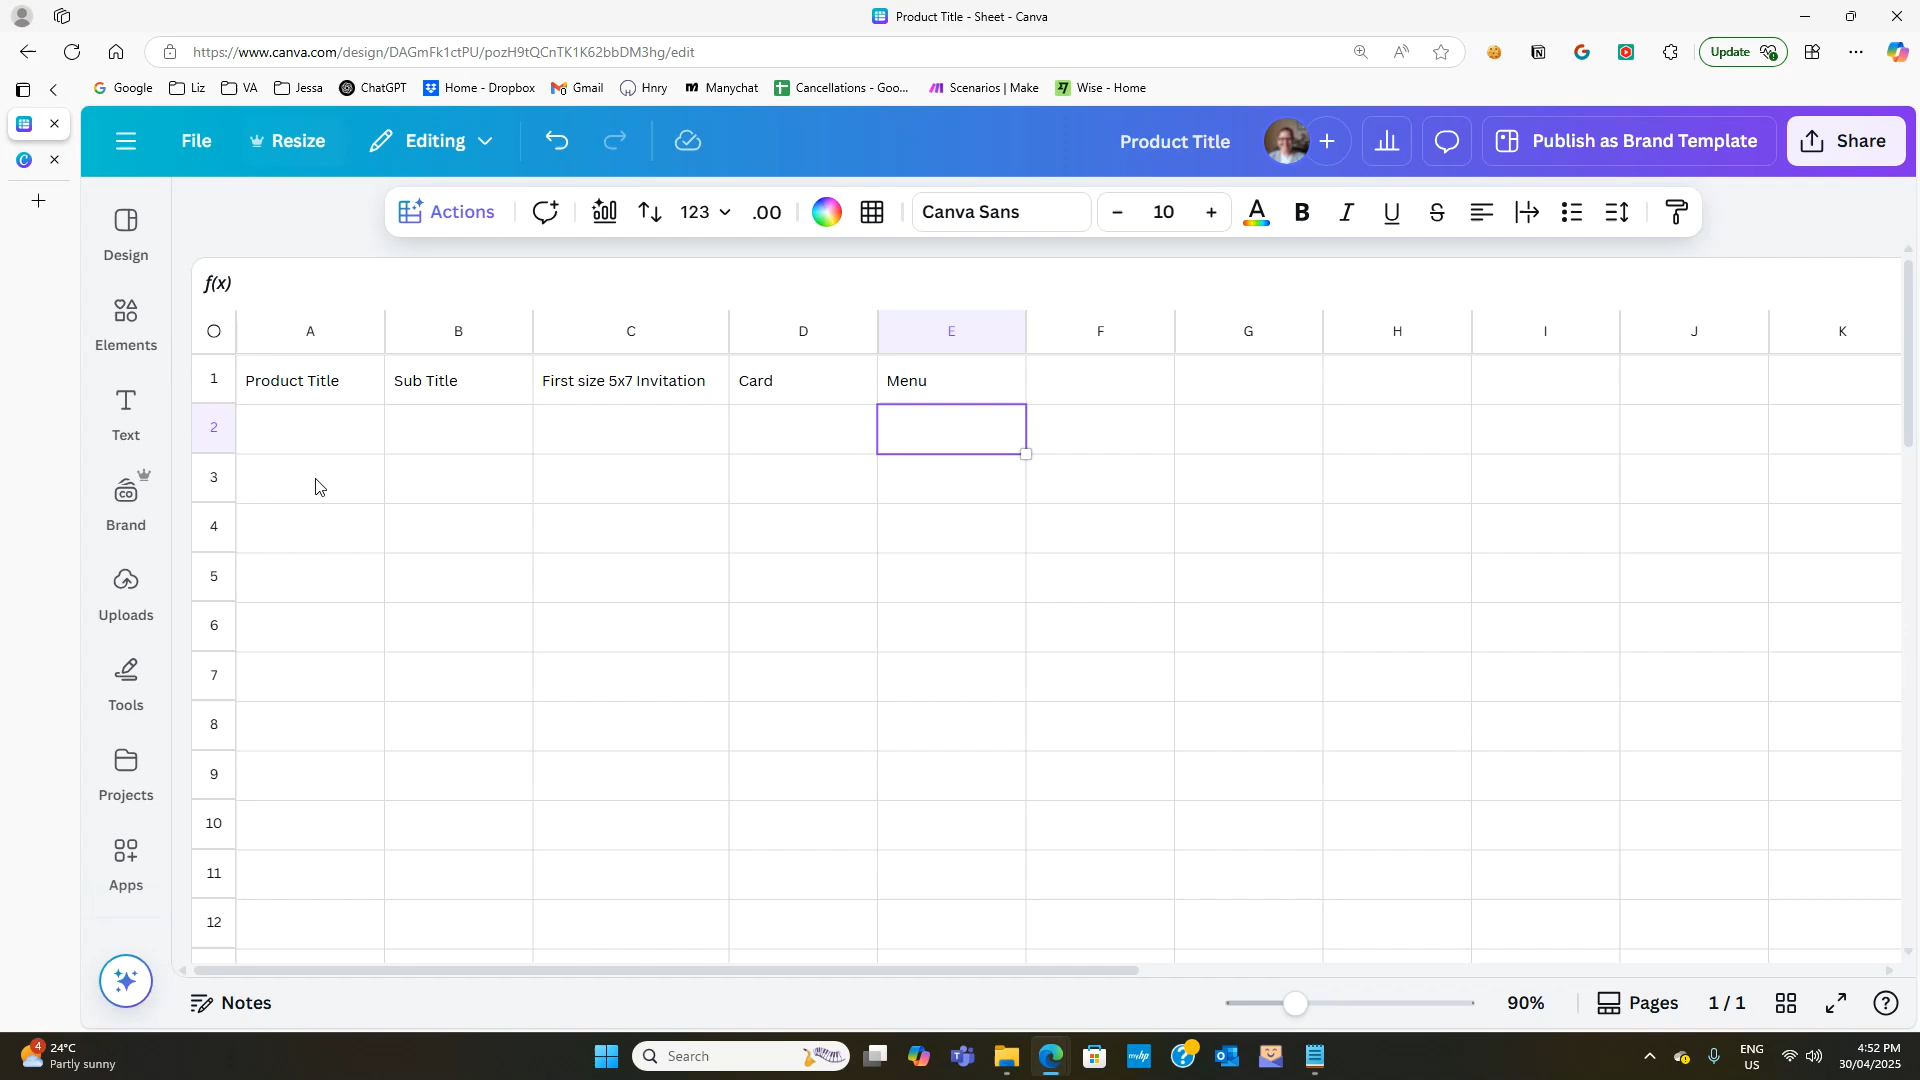 Product Title - Sheet - Canva
https://www.canva.com/design/DAGmFk1ctPU/pozH9tQCnTK1K62bbDM3hg/edit
Update
Google Liz VA Jessa ChatGPT Home - Dropbox Gmail Hnry Manychat Cancellations - Goo... Scenarios | Make Wise - Home
File Resize Editing Product Title Publish as Brand Template Share
Actions 123 .00 Canva Sans - 10 + A B I U S
Design
Elements
Text
Brand
Uploads
Tools
Projects
Apps
f(x)
A B C D E F G H I J K
1 Product Title Sub Title First size 5x7 Invitation Card Menu
2
3
4
5
6
7
8
9
10
11
12
Notes 90% Pages 1 / 1
4 24°C
Partly sunny
Search
ENG
US
4:52 PM
30/04/2025